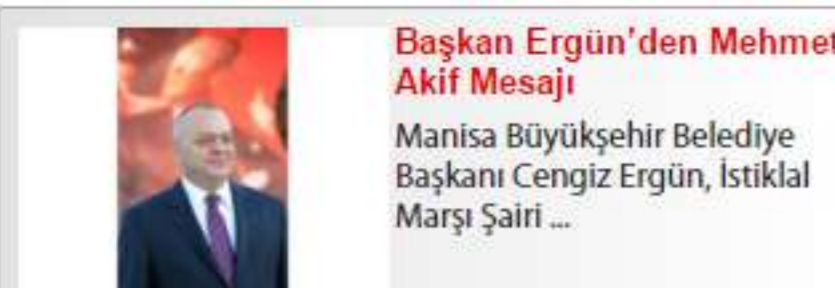 Başkan Ergün'den Mehmet
Akif Mesajı
Manisa Büyükşehir Belediye
Başkanı Cengiz Ergün, İstiklal
Marşı Şairi ...